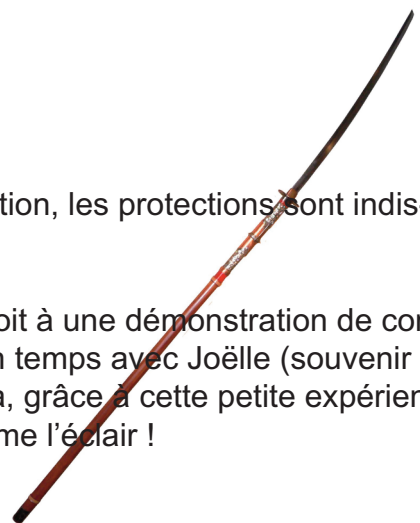 tion, les protections sont indis
oit à une démonstration de co
n temps avec Joëlle (souvenir
a, grâce à cette petite expérien
me l'éclair !